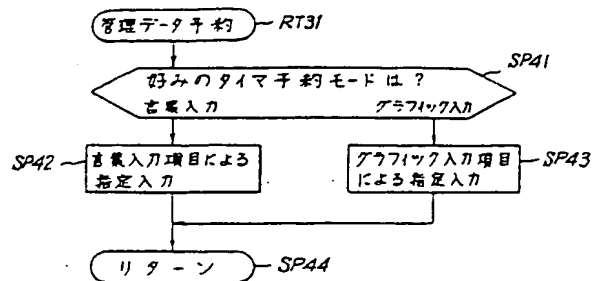 管理データ予約 RT31
SP41
好みのタイマ予約モードは?
言葉入力 グラフィック入力
SP42 言葉入力項目による
指定入力
グラフィック入力項目 SP43
による指定入力
リターン SP44